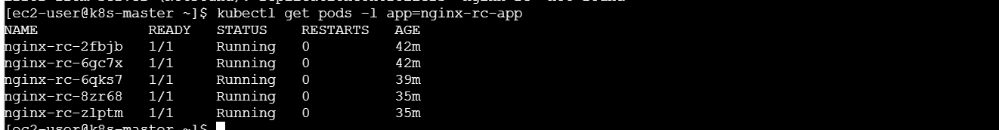 [ec2-user@k8s-master ~]$ kubectl get pods -l app=nginx-rc-app
NAME READY STATUS RESTARTS AGE
nginx-rc-2fbjb 1/1 Running 0 42m
nginx-rc-6gc7x 1/1 Running 0 42m
nginx-rc-6qks7 1/1 Running 0 39m
nginx-rc-8zr68 1/1 Running 0 35m
nginx-rc-zlptm 1/1 Running 0 35m
[ec2-user@k8s-master ~]$